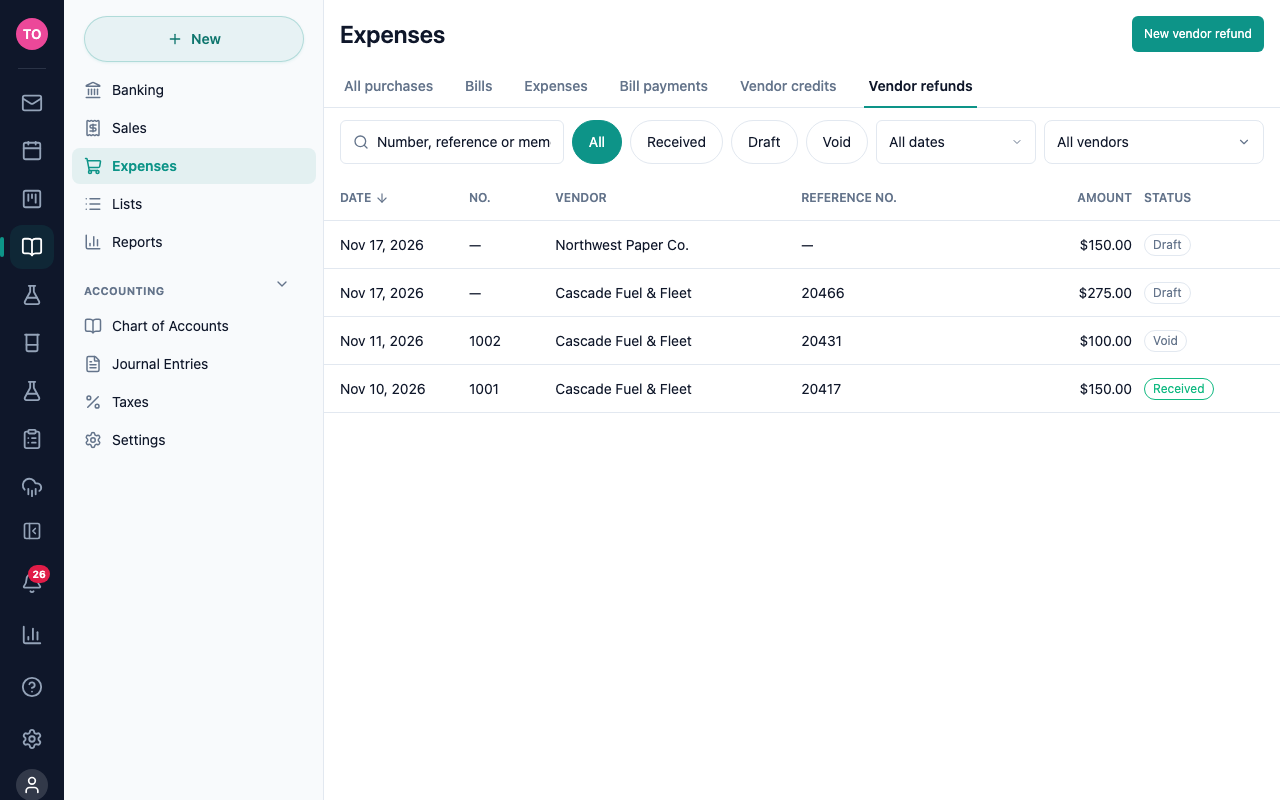 TO
New
Banking
Sales
Expenses
Lists
Reports
ACCOUNTING
Chart of Accounts
Journal Entries
Taxes
Settings
26
Expenses
New vendor refund
All purchases Bills Expenses Bill payments Vendor credits Vendor refunds
Number, reference or mem All Received Draft Void All dates All vendors
DATE NO. VENDOR REFERENCE NO. AMOUNT STATUS
Nov 17, 2026 — Northwest Paper Co. — $150.00 Draft
Nov 17, 2026 — Cascade Fuel & Fleet 20466 $275.00 Draft
Nov 11, 2026 1002 Cascade Fuel & Fleet 20431 $100.00 Void
Nov 10, 2026 1001 Cascade Fuel & Fleet 20417 $150.00 Received